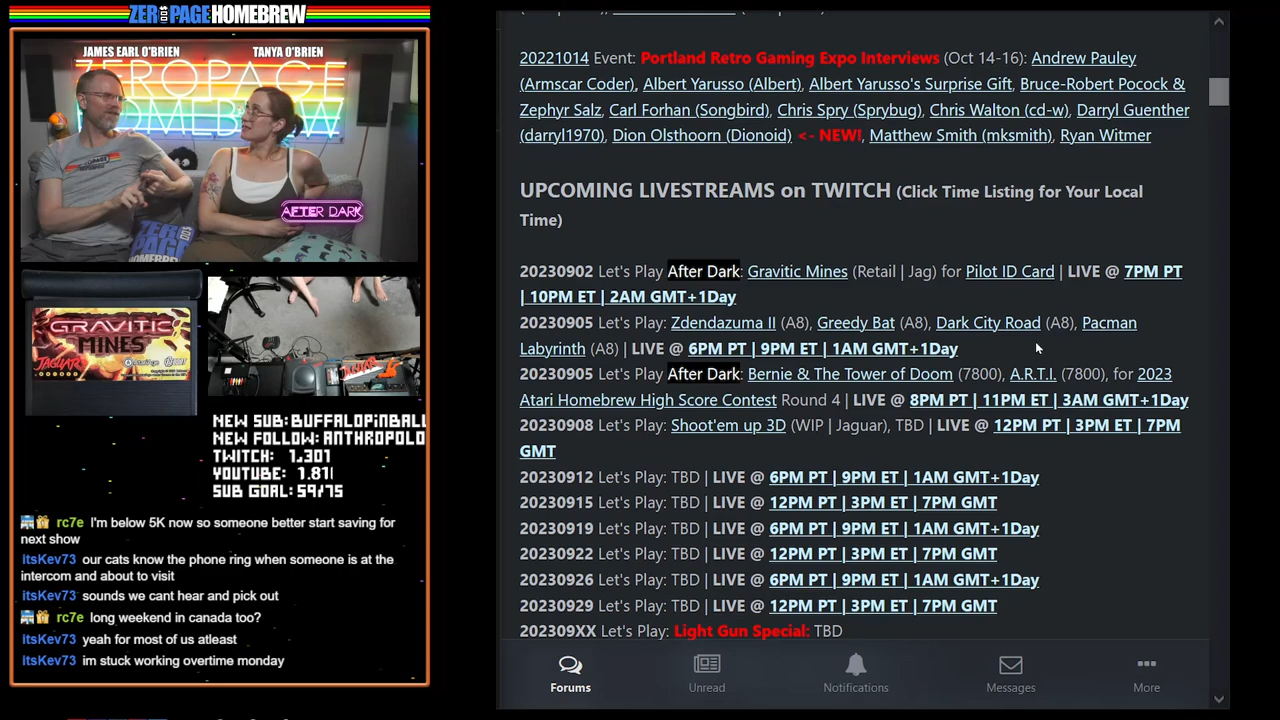 ZEROPAGE HOMEBREW
JAMES EARL O'BRIEN
TANYA O'BRIEN
ZEROPAGE
HOMEBREW
AFTER DARK
ZERO
PAGE
GRAVITIC
MINES
JAGUAR
JAGUAR
NEW SUB: BUFFALOPINBALL
NEW FOLLOW: ANTHROPOLO
TWITCH: 1,301
YOUTUBE: 1,81
SUB GOAL: 59/75
rc7e I'm below 5K now so someone better start saving for
next show
itsKev73 our cats know the phone ring when someone is at the
intercom and about to visit
itsKev73 sounds we cant hear and pick out
rc7e long weekend in canada too?
itsKev73 yeah for most of us atleast
itsKev73 im stuck working overtime monday
20221014 Event: Portland Retro Gaming Expo Interviews (Oct 14-16): Andrew Pauley
(Armscar Coder), Albert Yarusso (Albert), Albert Yarusso's Surprise Gift, Bruce-Robert Pocock &
Zephyr Salz, Carl Forhan (Songbird), Chris Spry (Sprybug), Chris Walton (cd-w), Darryl Guenther
(darryl1970), Dion Olsthoorn (Dionoid) <- NEW!, Matthew Smith (mksmith), Ryan Witmer
UPCOMING LIVESTREAMS on TWITCH (Click Time Listing for Your Local
Time)
20230902 Let's Play After Dark: Gravitic Mines (Retail | Jag) for Pilot ID Card | LIVE @ 7PM PT
| 10PM ET | 2AM GMT+1Day
20230905 Let's Play: Zdendazuma II (A8), Greedy Bat (A8), Dark City Road (A8), Pacman
Labyrinth (A8) | LIVE @ 6PM PT | 9PM ET | 1AM GMT+1Day
20230905 Let's Play After Dark: Bernie & The Tower of Doom (7800), A.R.T.I. (7800), for 2023
Atari Homebrew High Score Contest Round 4 | LIVE @ 8PM PT | 11PM ET | 3AM GMT+1Day
20230908 Let's Play: Shoot'em up 3D (WIP | Jaguar), TBD | LIVE @ 12PM PT | 3PM ET | 7PM
GMT
20230912 Let's Play: TBD | LIVE @ 6PM PT | 9PM ET | 1AM GMT+1Day
20230915 Let's Play: TBD | LIVE @ 12PM PT | 3PM ET | 7PM GMT
20230919 Let's Play: TBD | LIVE @ 6PM PT | 9PM ET | 1AM GMT+1Day
20230922 Let's Play: TBD | LIVE @ 12PM PT | 3PM ET | 7PM GMT
20230926 Let's Play: TBD | LIVE @ 6PM PT | 9PM ET | 1AM GMT+1Day
20230929 Let's Play: TBD | LIVE @ 12PM PT | 3PM ET | 7PM GMT
202309XX Let's Play: Light Gun Special: TBD
Forums
Unread
Notifications
Messages
More